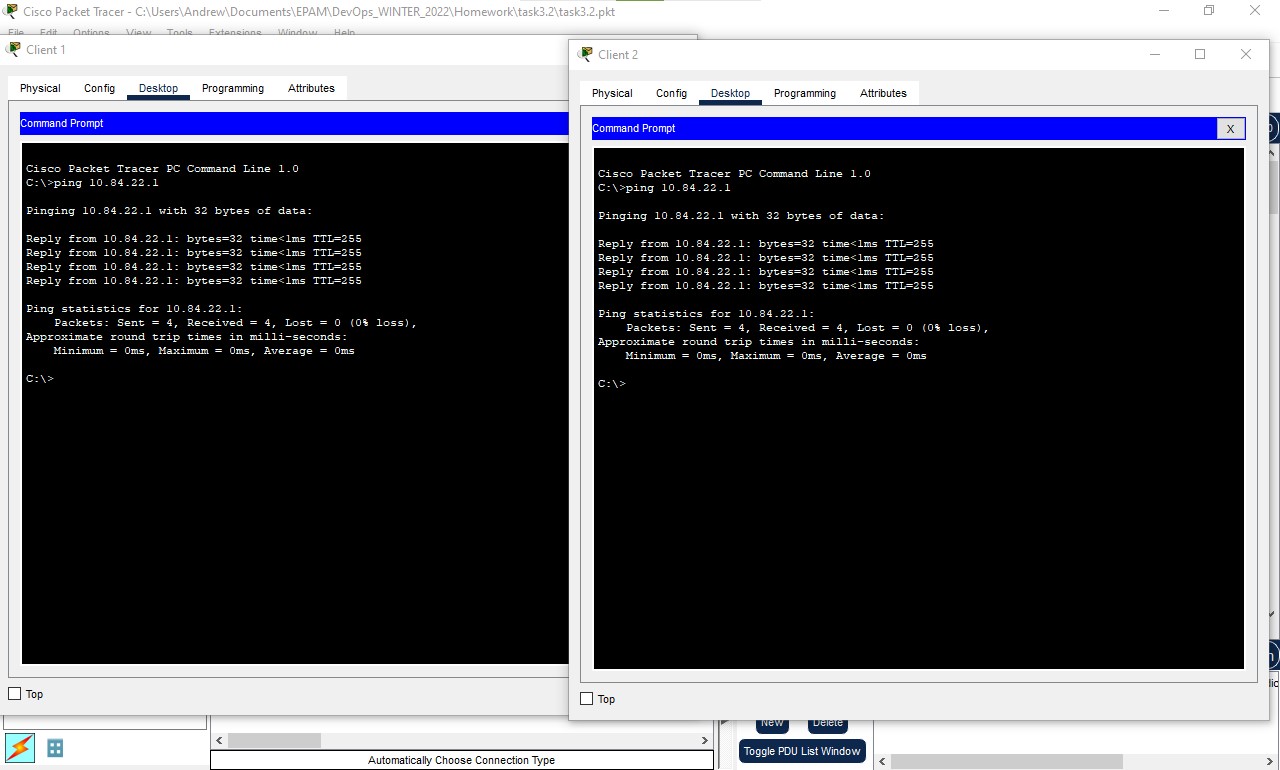 Cisco Packet Tracer - C:\Users\Andrew\Documents\EPAM\DevOps_WINTER_2022\Homework\task3.2\task3.2.pkt
File Edit Options View Tools Extensions Window Help
Client 1
Physical Config Desktop Programming Attributes
Command Prompt
Cisco Packet Tracer PC Command Line 1.0
C:\>ping 10.84.22.1
Pinging 10.84.22.1 with 32 bytes of data:
Reply from 10.84.22.1: bytes=32 time<1ms TTL=255
Reply from 10.84.22.1: bytes=32 time<1ms TTL=255
Reply from 10.84.22.1: bytes=32 time<1ms TTL=255
Reply from 10.84.22.1: bytes=32 time<1ms TTL=255
Ping statistics for 10.84.22.1:
Packets: Sent = 4, Received = 4, Lost = 0 (0% loss),
Approximate round trip times in milli-seconds:
Minimum = 0ms, Maximum = 0ms, Average = 0ms
C:\>
Top
Client 2
Physical Config Desktop Programming Attributes
Command Prompt X
Cisco Packet Tracer PC Command Line 1.0
C:\>ping 10.84.22.1
Pinging 10.84.22.1 with 32 bytes of data:
Reply from 10.84.22.1: bytes=32 time<1ms TTL=255
Reply from 10.84.22.1: bytes=32 time<1ms TTL=255
Reply from 10.84.22.1: bytes=32 time<1ms TTL=255
Reply from 10.84.22.1: bytes=32 time<1ms TTL=255
Ping statistics for 10.84.22.1:
Packets: Sent = 4, Received = 4, Lost = 0 (0% loss),
Approximate round trip times in milli-seconds:
Minimum = 0ms, Maximum = 0ms, Average = 0ms
C:\>
Top
New Delete
Toggle PDU List Window
Automatically Choose Connection Type